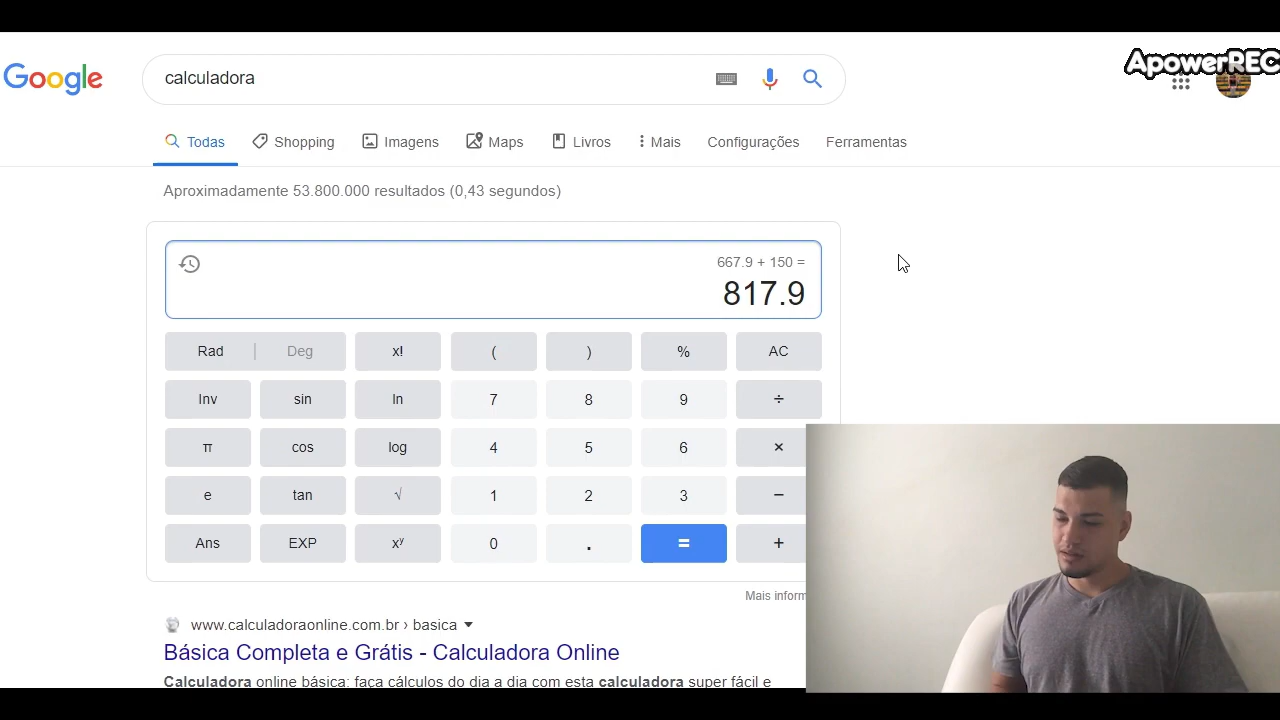 ApowerREC
Google
calculadora
Todas Shopping Imagens Maps Livros Mais Configurações Ferramentas
Aproximadamente 53.800.000 resultados (0,43 segundos)
667.9 + 150 =
817.9
Rad | Deg x! ( ) % AC
Inv sin ln 7 8 9 ÷
π cos log 4 5 6 ×
e tan √ 1 2 3 −
Ans EXP xʸ 0 . = +
Mais inform
www.calculadoraonline.com.br › basica
Básica Completa e Grátis - Calculadora Online
Calculadora online básica: faça cálculos do dia a dia com esta calculadora super fácil e